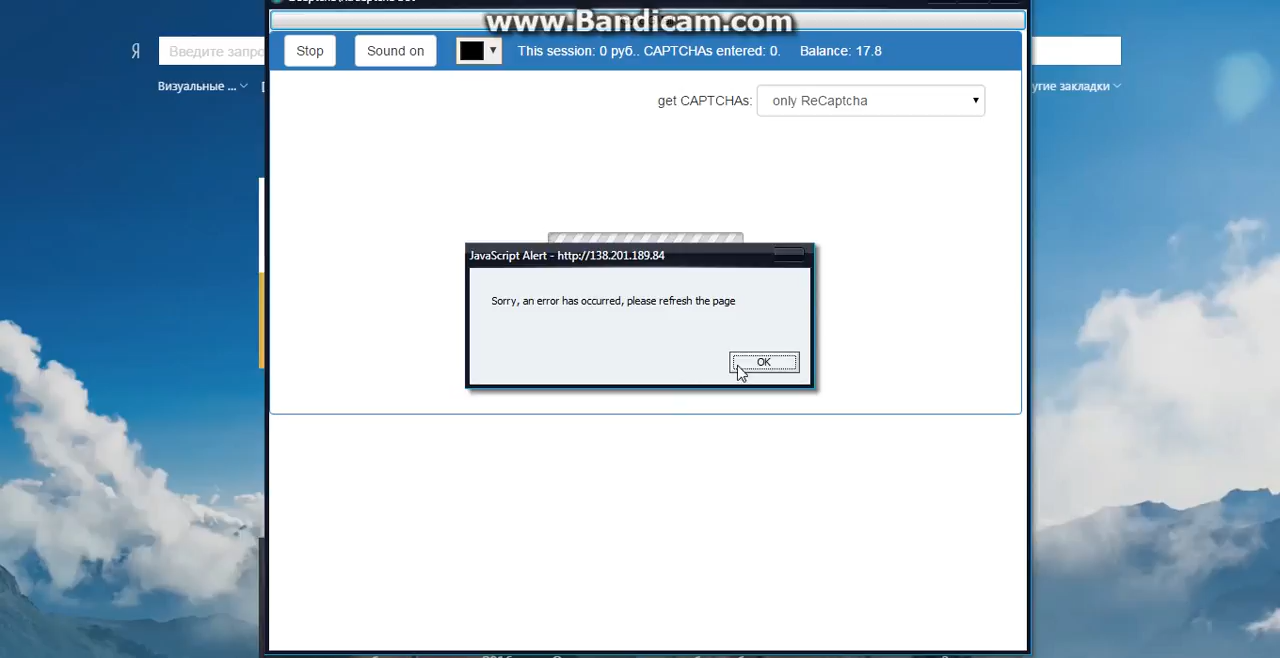 www.Bandicam.com
Я
Введите запро
Stop
Sound on
This session: 0 руб.. CAPTCHAs entered: 0.
Balance: 17.8
Визуальные ...
угие закладки
get CAPTCHAs:
only ReCaptcha
JavaScript Alert - http://138.201.189.84
Sorry, an error has occurred, please refresh the page
OK